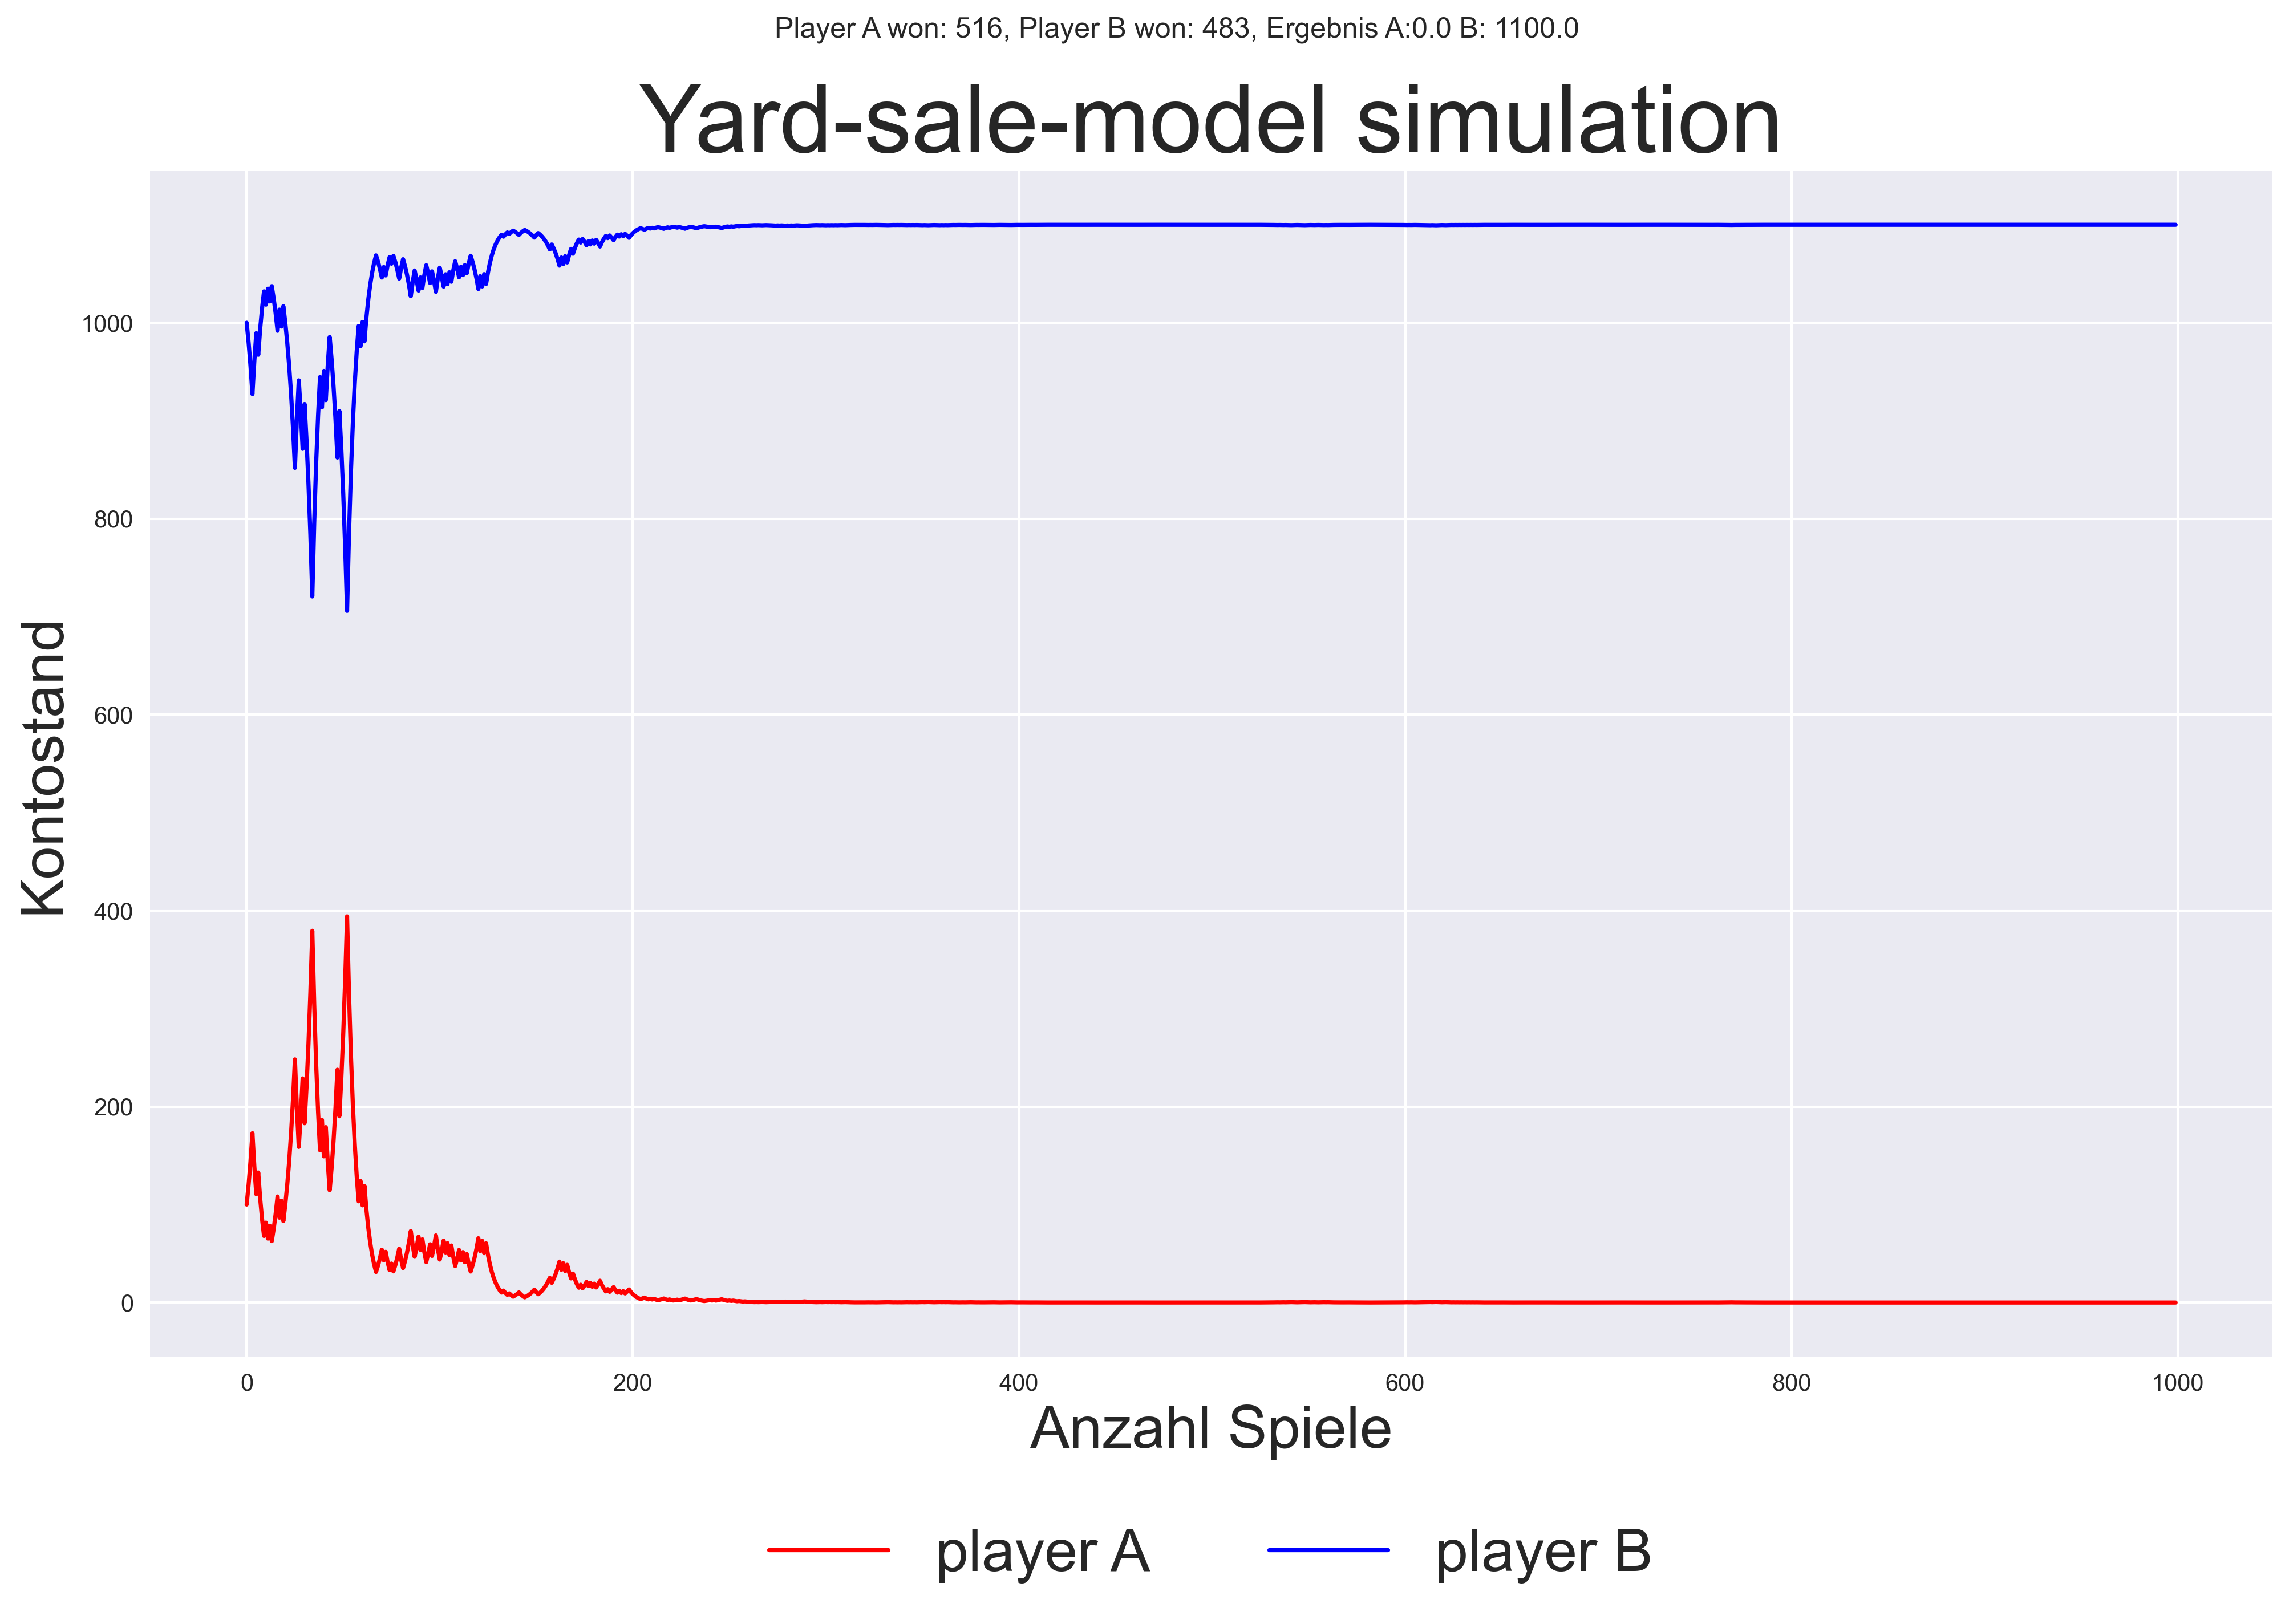 Player A won: 516, Player B won: 483, Ergebnis A:0.0 B: 1100.0
Yard-sale-model simulation
Kontostand
1000
800
600
400
200
0
0 200 400 600 800 1000
Anzahl Spiele
player A player B